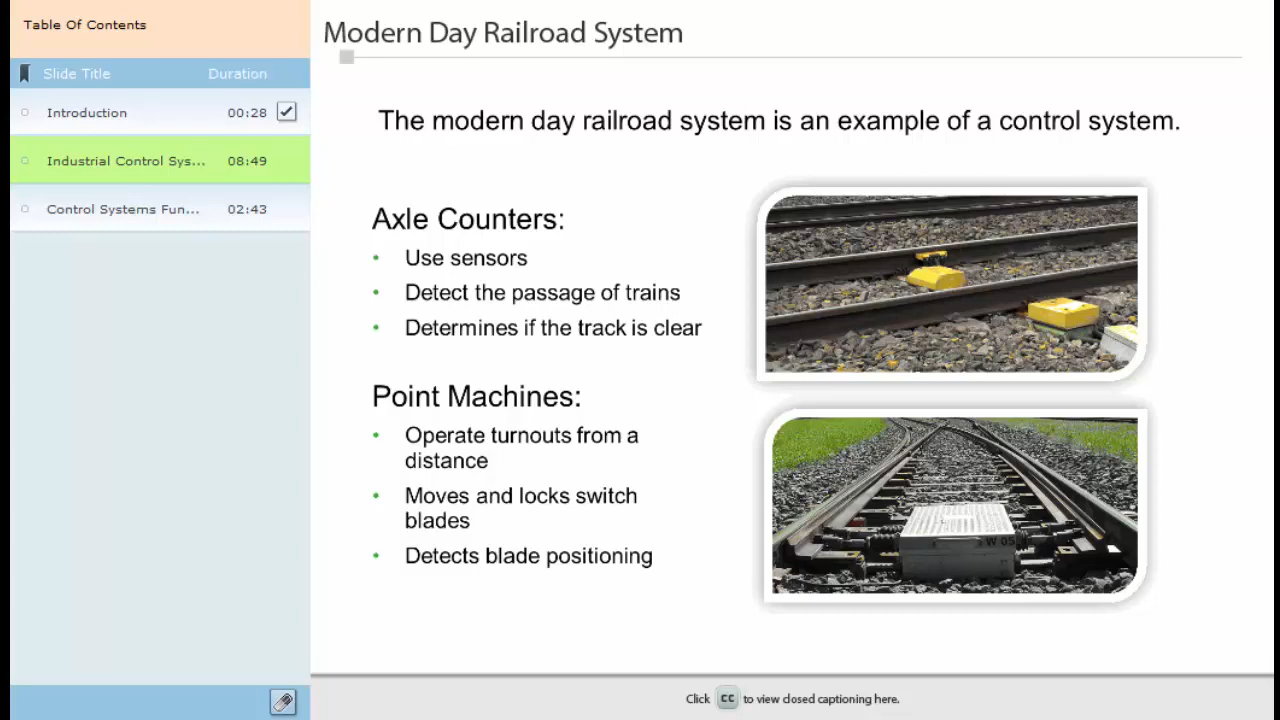 Table Of Contents
Slide Title Duration
Introduction 00:28
Industrial Control Sys... 08:49
Control Systems Fun... 02:43
Modern Day Railroad System
The modern day railroad system is an example of a control system.
Axle Counters:
• Use sensors
• Detect the passage of trains
• Determines if the track is clear
Point Machines:
• Operate turnouts from a
distance
• Moves and locks switch
blades
• Detects blade positioning
W 05
Click CC to view closed captioning here.